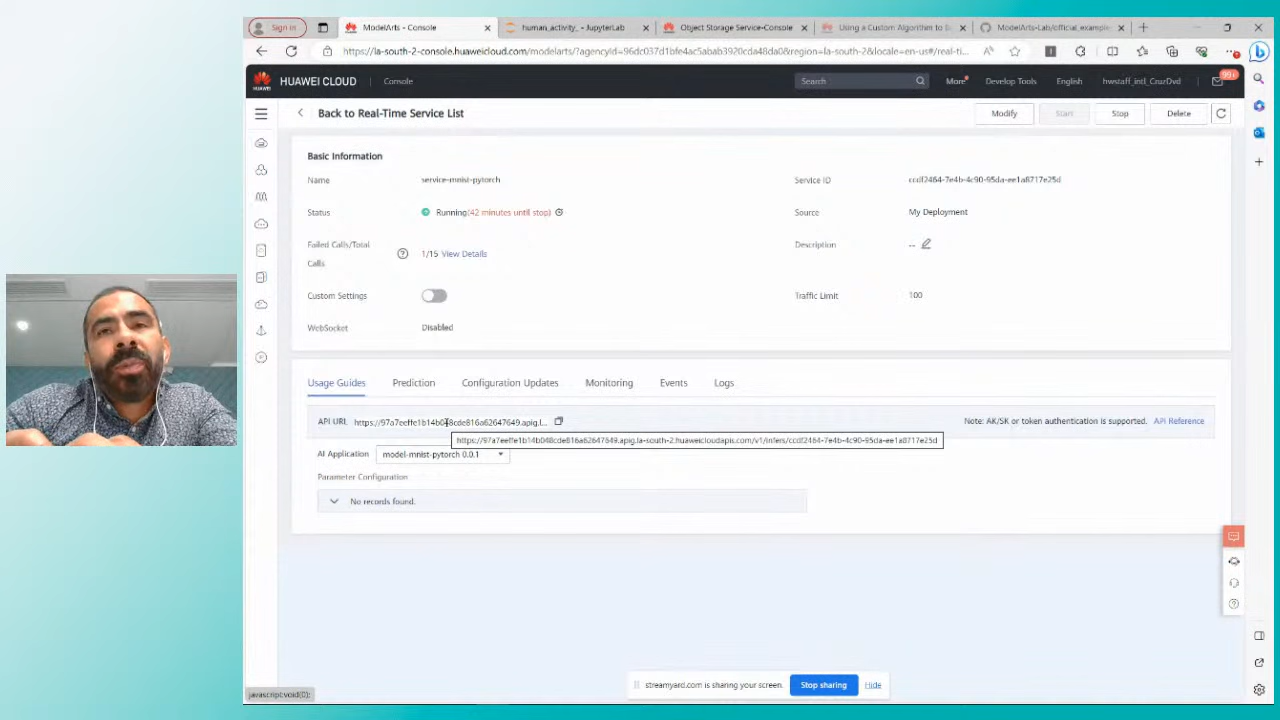 Sign in
ModelArts - Console
human_activity_ - JupyterLab
Object Storage Service-Console
Using a Custom Algorithm to B
ModelArts-Lab/official_example
https://la-south-2-console.huaweicloud.com/modelarts/?agencyId=96dc037d1bfe4ac5abab3920cda48da0&region=la-south-2&locale=en-us#/real-ti...
HUAWEI
HUAWEI CLOUD
Console
Search
More
Develop Tools
English
hwstaff_intl_CruzDvd
99+
Back to Real-Time Service List
Modify
Start
Stop
Delete
Basic Information
Name
service-mnist-pytorch
Service ID
ccdf2464-7e4b-4c90-95da-ee1a8717e25d
Status
Running(42 minutes until stop)
Source
My Deployment
Failed Calls/Total
Calls
1/15 View Details
Description
--
Custom Settings
Traffic Limit
100
WebSocket
Disabled
Usage Guides
Prediction
Configuration Updates
Monitoring
Events
Logs
API URL
https://97a7eeffe1b14b048cde816a62647649.apig.l...
Note: AK/SK or token authentication is supported.
API Reference
https://97a7eeffe1b14b048cde816a62647649.apig.la-south-2.huaweicloudapis.com/v1/infers/ccdf2464-7e4b-4c90-95da-ee1a8717e25d
AI Application
model-mnist-pytorch 0.0.1
Parameter Configuration
No records found.
streamyard.com is sharing your screen.
Stop sharing
Hide
javascript:void(0);